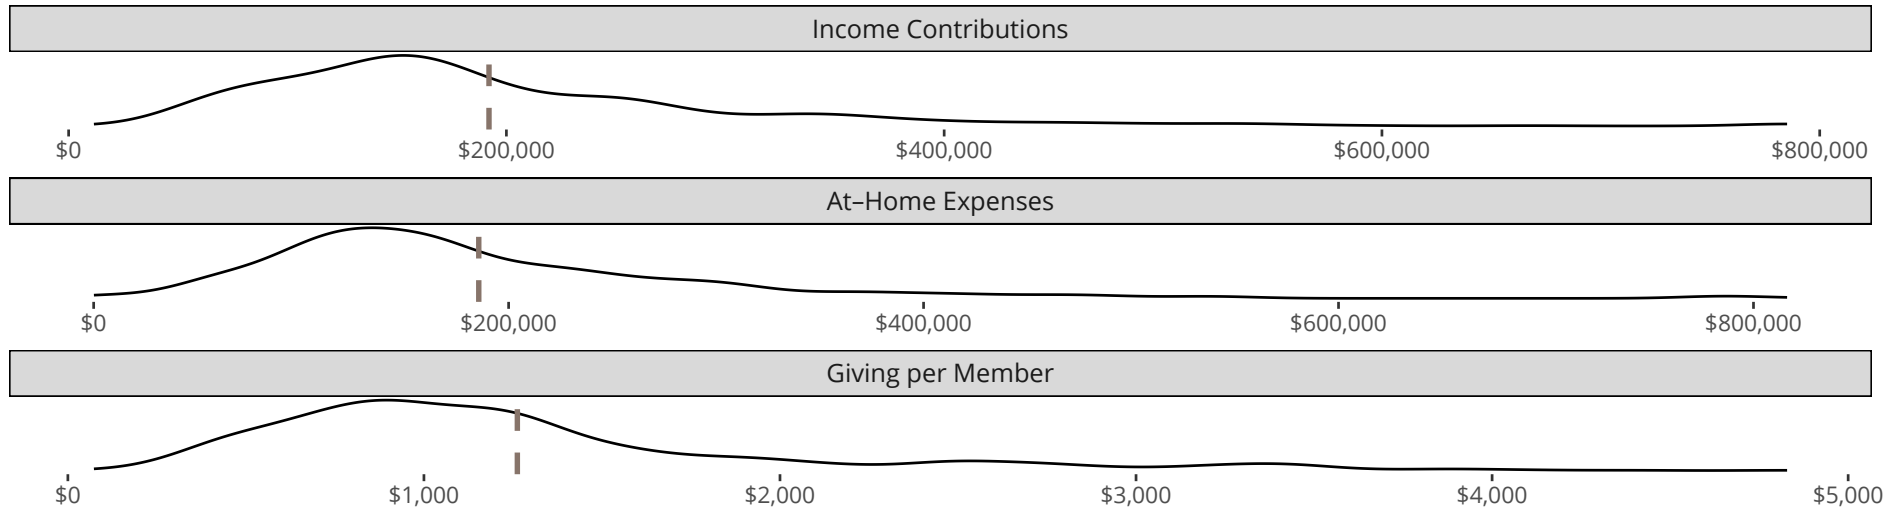 Income Contributions
$0 $200,000 $400,000 $600,000 $800,000
At–Home Expenses
$0 $200,000 $400,000 $600,000 $800,000
Giving per Member
$0 $1,000 $2,000 $3,000 $4,000 $5,000